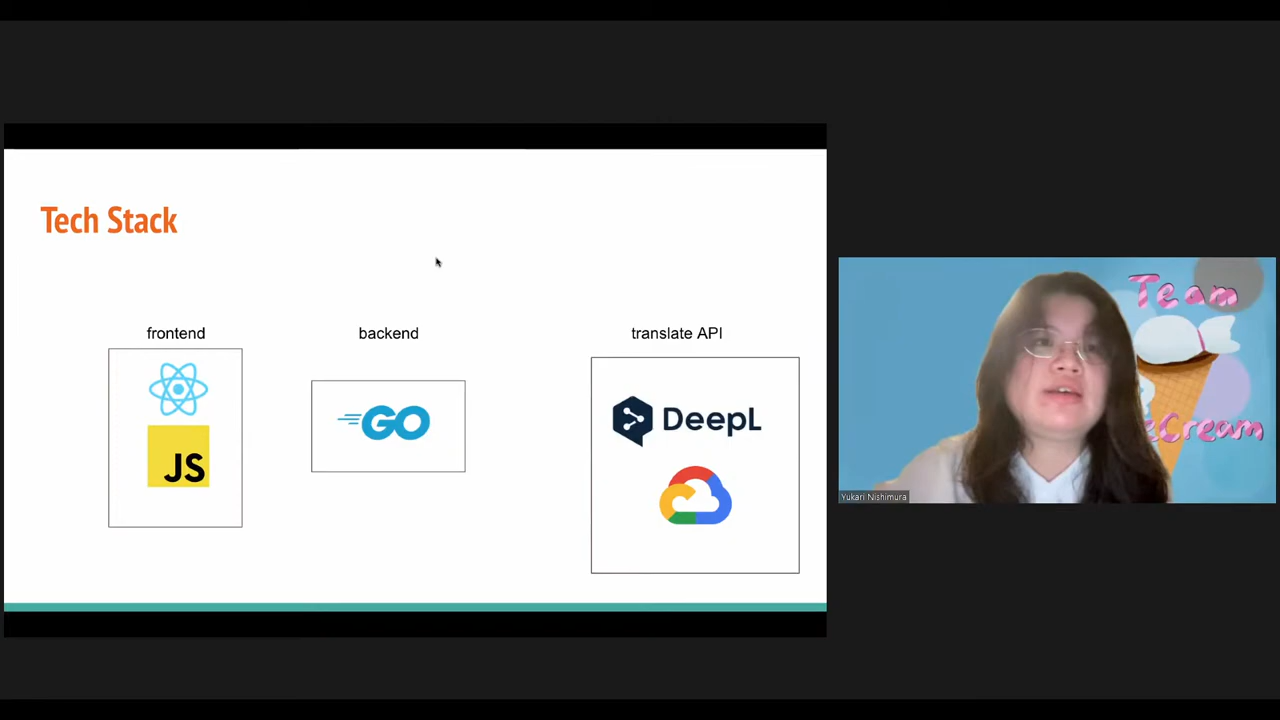 Tech Stack
frontend
backend
translate API
JS
GO
DeepL
Team
Cream
Yukari Nishimura